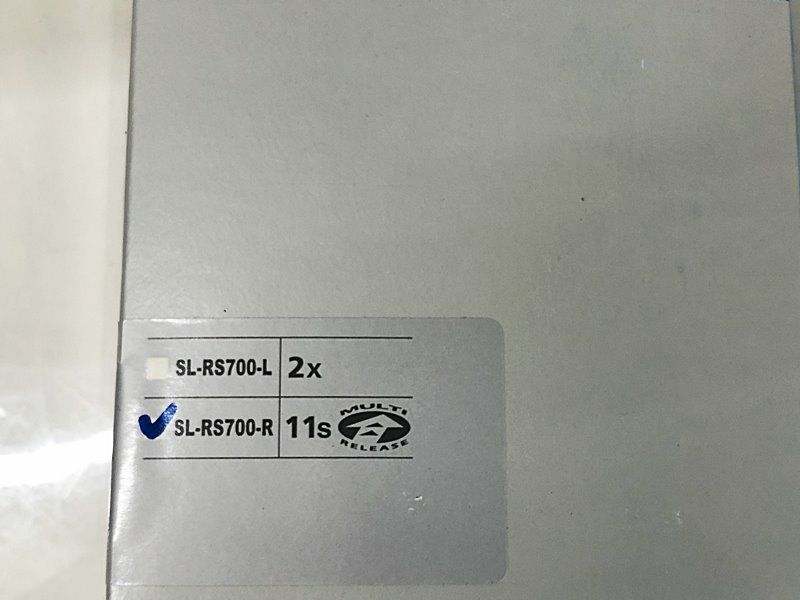 SL-RS700-L 2x
SL-RS700-R 11s MULTI RELEASE